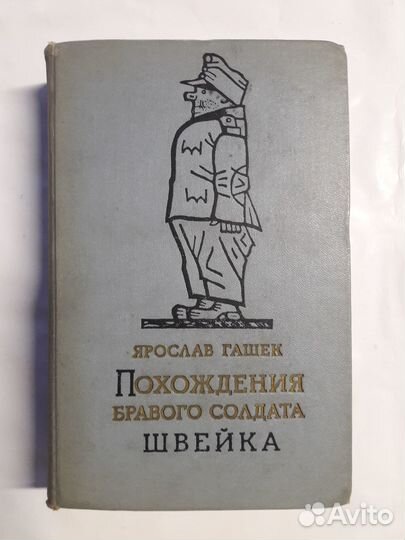 ЯРОСЛАВ ГАШЕК
ПОХОЖДЕНИЯ
БРАВОГО СОЛДАТА
ШВЕЙКА
Avito